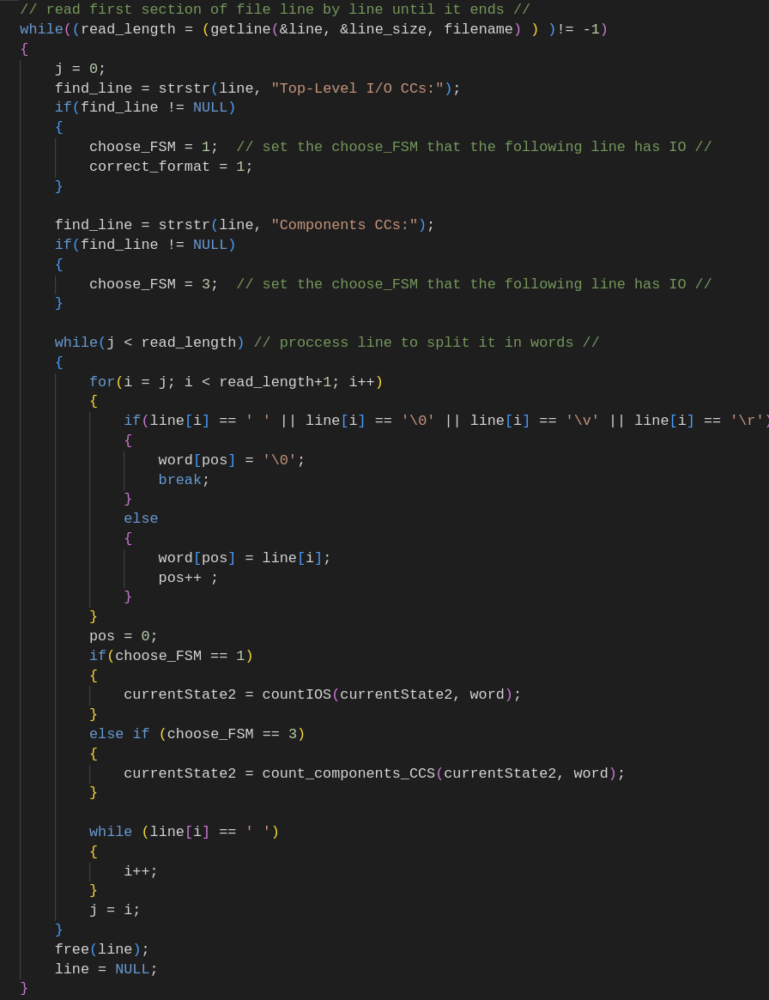 // read first section of file line by line until it ends //
while((read_length = (getline(&line, &line_size, filename) ) )!= -1)
{
    j = 0;
    find_line = strstr(line, "Top-Level I/O CCs:");
    if(find_line != NULL)
    {
        choose_FSM = 1;  // set the choose_FSM that the following line has IO //
        correct_format = 1;
    }

    find_line = strstr(line, "Components CCs:");
    if(find_line != NULL)
    {
        choose_FSM = 3;  // set the choose_FSM that the following line has IO //
    }

    while(j < read_length) // proccess line to split it in words //
    {
        for(i = j; i < read_length+1; i++)
        {
            if(line[i] == ' ' || line[i] == '\0' || line[i] == '\v' || line[i] == '\r')
            {
                word[pos] = '\0';
                break;
            }
            else
            {
                word[pos] = line[i];
                pos++ ;
            }
        }
        pos = 0;
        if(choose_FSM == 1)
        {
            currentState2 = countIOS(currentState2, word);
        }
        else if (choose_FSM == 3)
        {
            currentState2 = count_components_CCS(currentState2, word);
        }

        while (line[i] == ' ')
        {
            i++;
        }
        j = i;
    }
    free(line);
    line = NULL;
}